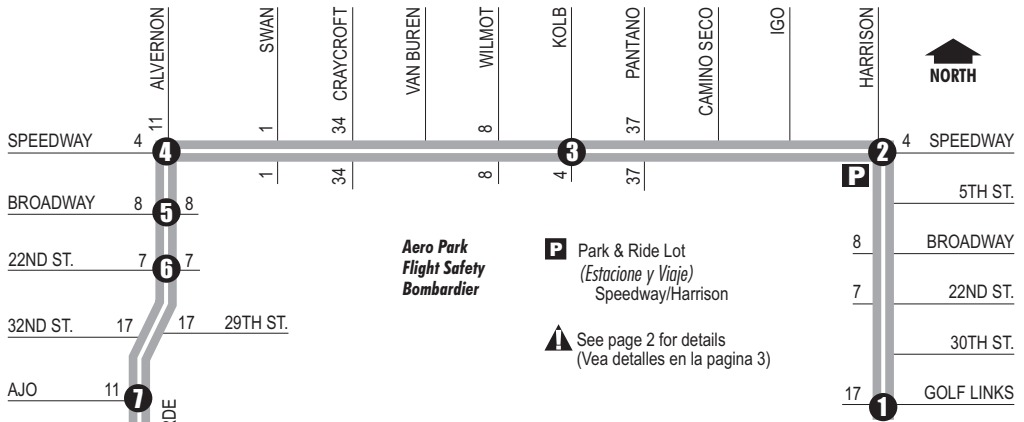 ALVERNON
SWAN
CRAYCROFT
VAN BUREN
WILMOT
KOLB
PANTANO
CAMINO SECO
IGO
HARRISON
NORTH
11
1
34
8
37
SPEEDWAY 4 4
3
2 4 SPEEDWAY
1
34
8
4
37
P
5TH ST.
BROADWAY 8 5 8
8 BROADWAY
22ND ST. 7 6 7
7 22ND ST.
Aero Park
Flight Safety
Bombardier
P Park & Ride Lot
(Estacione y Viaje)
Speedway/Harrison
32ND ST. 17
17 29TH ST.
! See page 2 for details
(Vea detalles en la pagina 3)
30TH ST.
AJO 11 7
17 1 GOLF LINKS